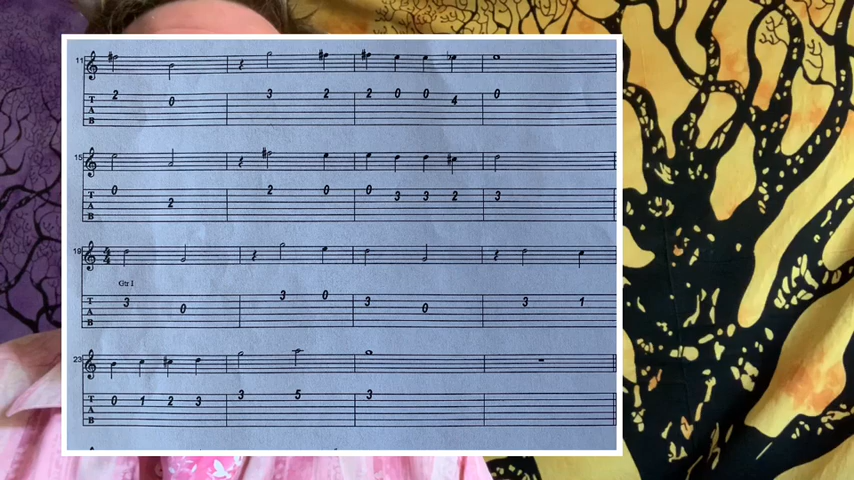 11
T A B 2 0 3 2 2 0 0 4 0
15
T A B 0 2 2 0 0 3 3 2 3
19 4 4
Gtr I
T A B 3 0 3 0 3 0 3 1
23
T A B 0 1 2 3 3 5 3